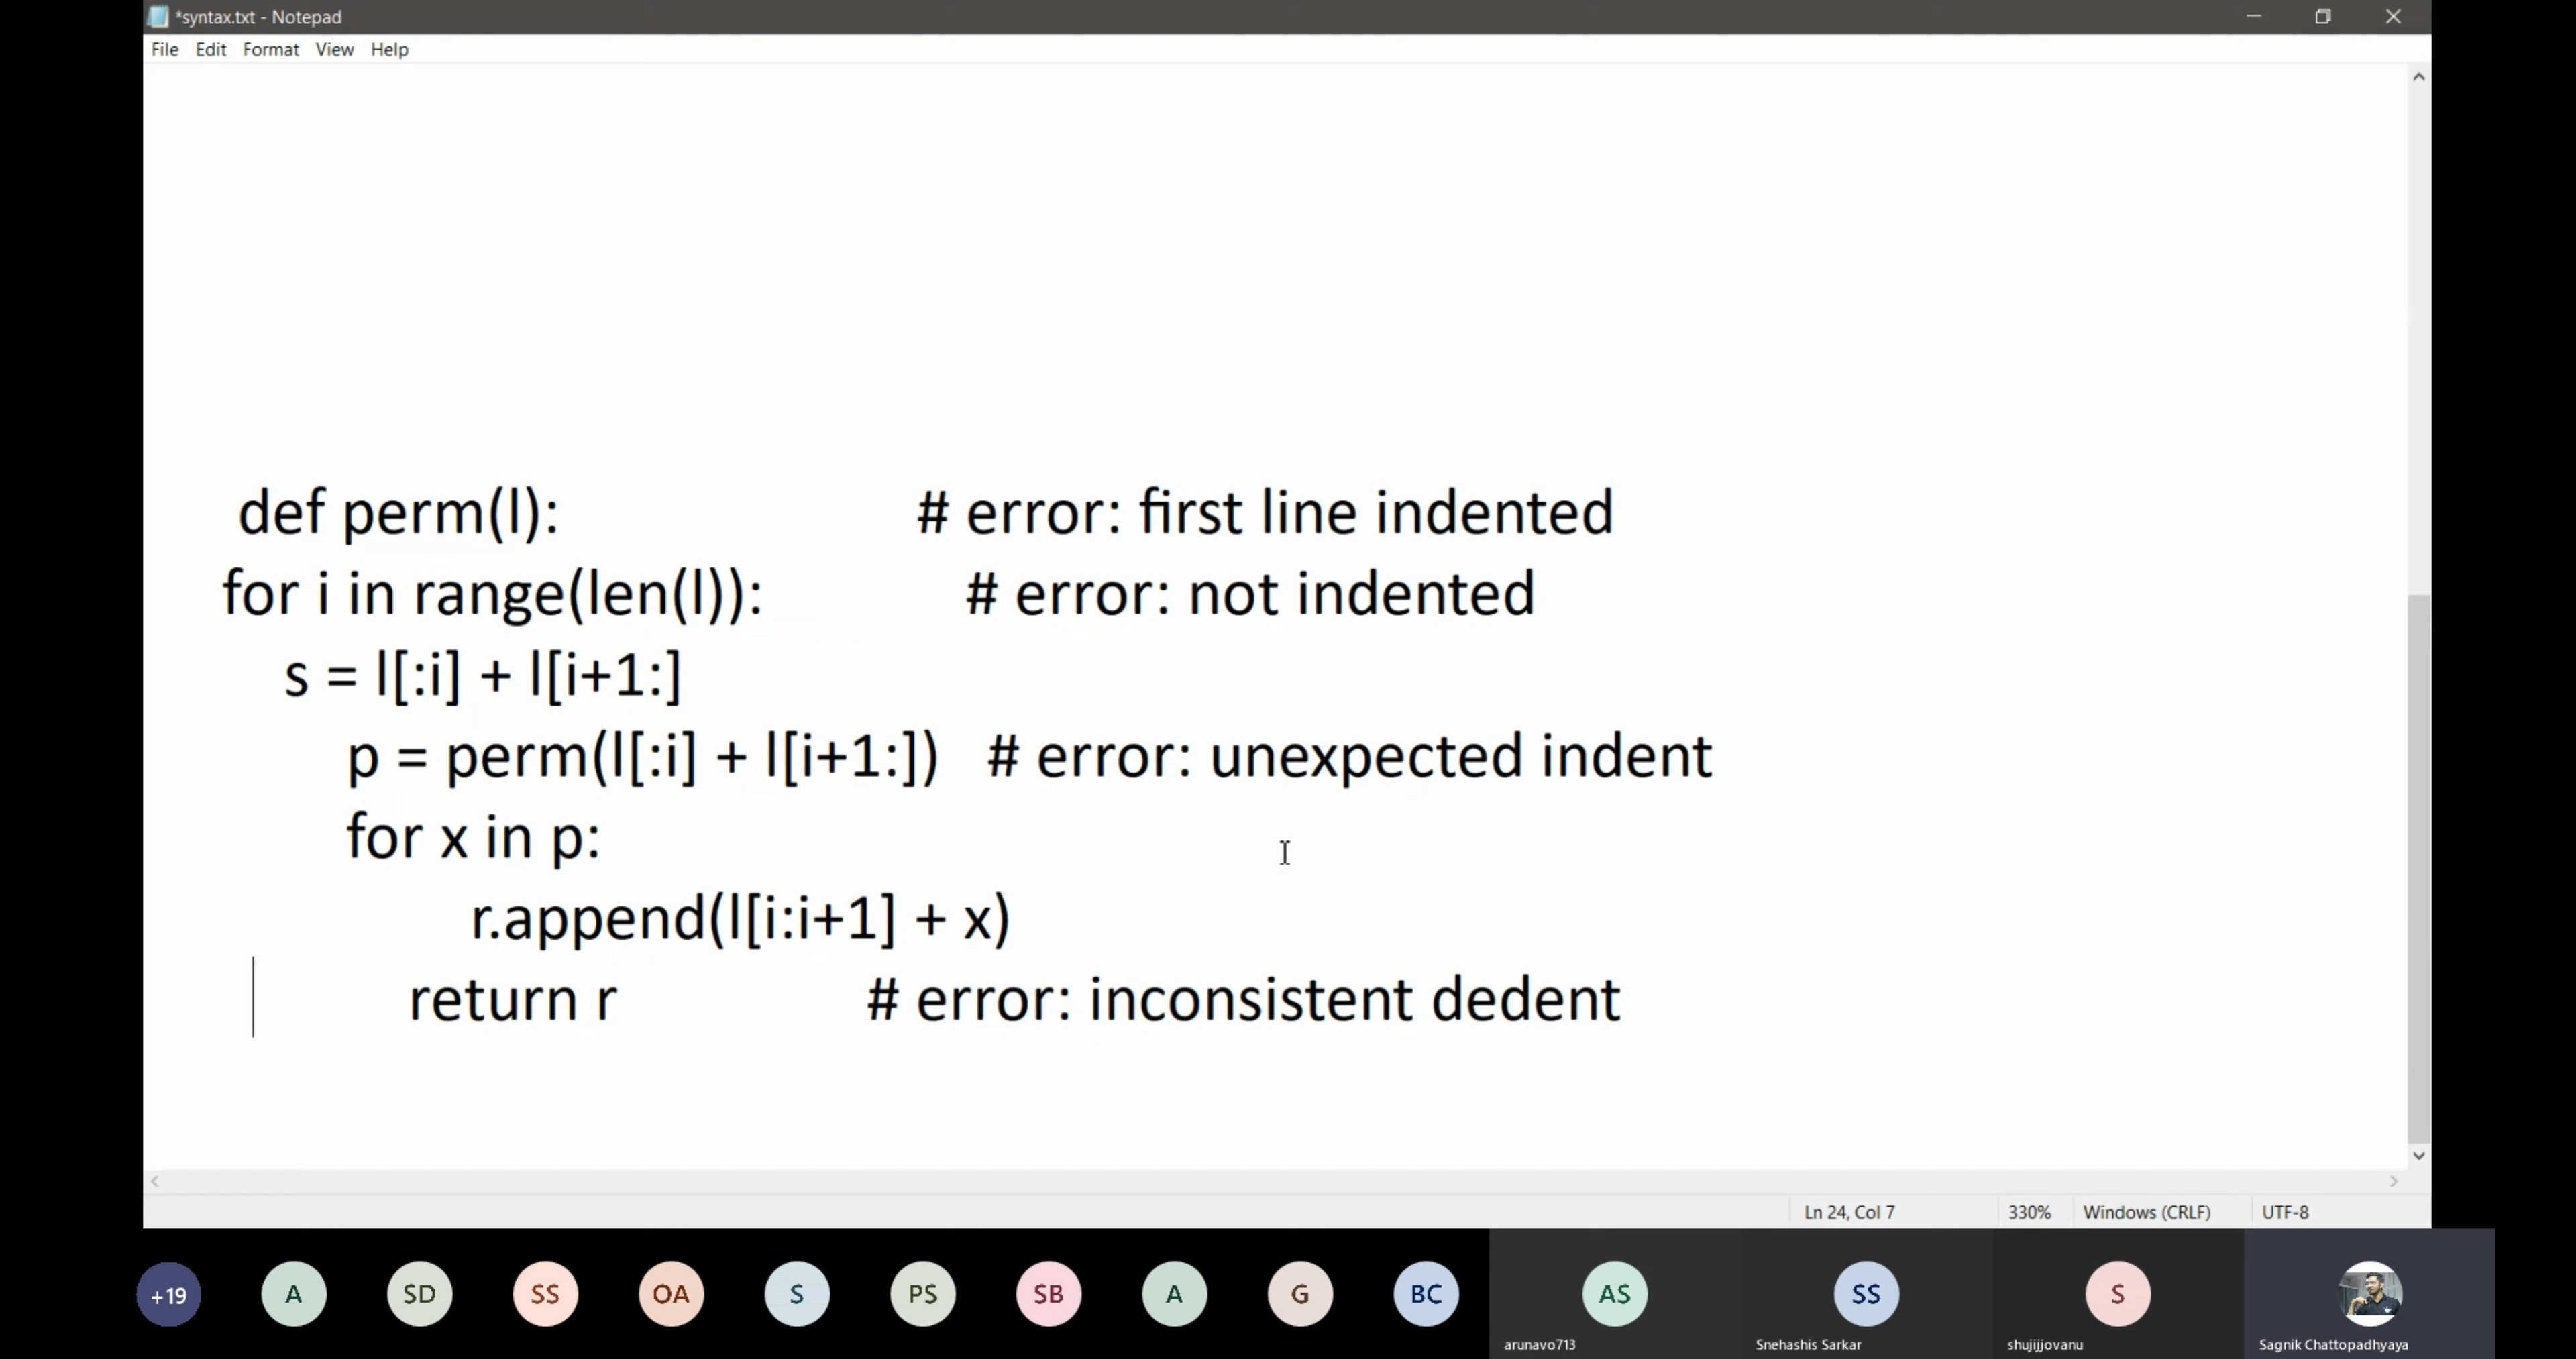 *syntax.txt - Notepad
File Edit Format View Help
def perm(l): # error: first line indented
for i in range(len(l)): # error: not indented
s = l[:i] + l[i+1:]
p = perm(l[:i] + l[i+1:]) # error: unexpected indent
for x in p:
r.append(l[i:i+1] + x)
return r # error: inconsistent dedent
Ln 24, Col 7 330% Windows (CRLF) UTF-8
+19 A SD SS OA S PS SB A G BC AS SS S
arunavo713 Snehashis Sarkar shujijjovanu Sagnik Chattopadhyaya